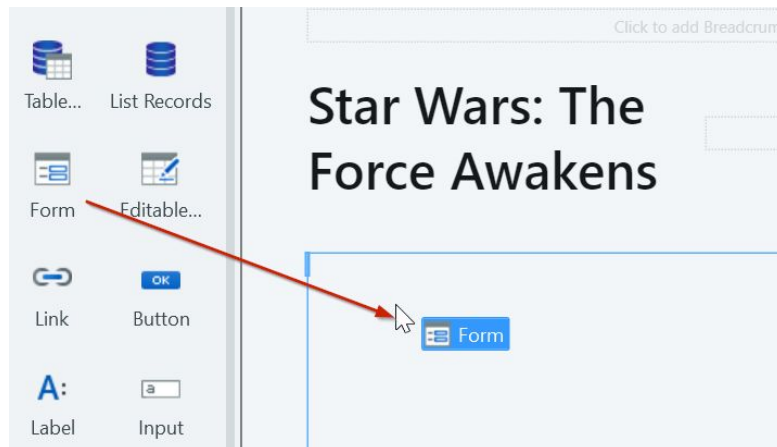 Click to add Breadcrum
Table... List Records
Star Wars: The
Force Awakens
Form Editable...
OK
Link Button
Form
A: a
Label Input